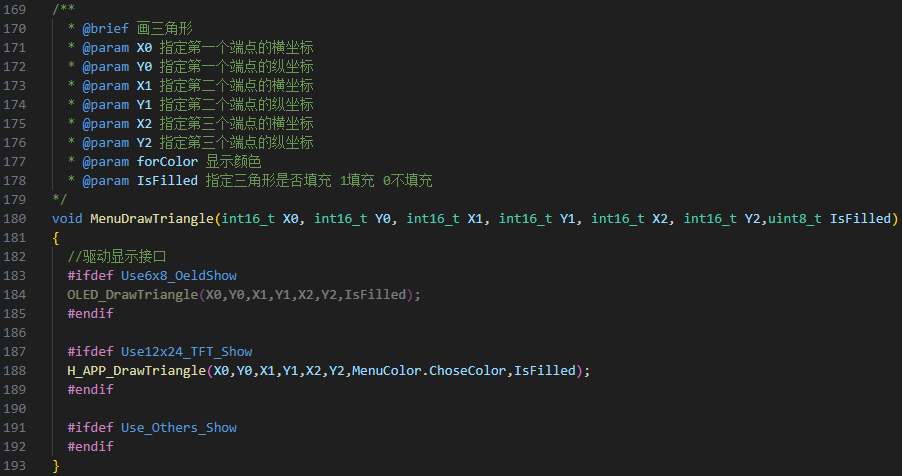 169 /**
170 * @brief 画三角形
171 * @param X0 指定第一个端点的横坐标
172 * @param Y0 指定第一个端点的纵坐标
173 * @param X1 指定第二个端点的横坐标
174 * @param Y1 指定第二个端点的纵坐标
175 * @param X2 指定第三个端点的横坐标
176 * @param Y2 指定第三个端点的纵坐标
177 * @param forColor 显示颜色
178 * @param IsFilled 指定三角形是否填充 1填充 0不填充
179 */
180 void MenuDrawTriangle(int16_t X0, int16_t Y0, int16_t X1, int16_t Y1, int16_t X2, int16_t Y2,uint8_t IsFilled)
181 {
182 //驱动显示接口
183 #ifdef Use6x8_OeldShow
184 OLED_DrawTriangle(X0,Y0,X1,Y1,X2,Y2,IsFilled);
185 #endif
186
187 #ifdef Use12x24_TFT_Show
188 H_APP_DrawTriangle(X0,Y0,X1,Y1,X2,Y2,MenuColor.ChoseColor,IsFilled);
189 #endif
190
191 #ifdef Use_Others_Show
192 #endif
193 }